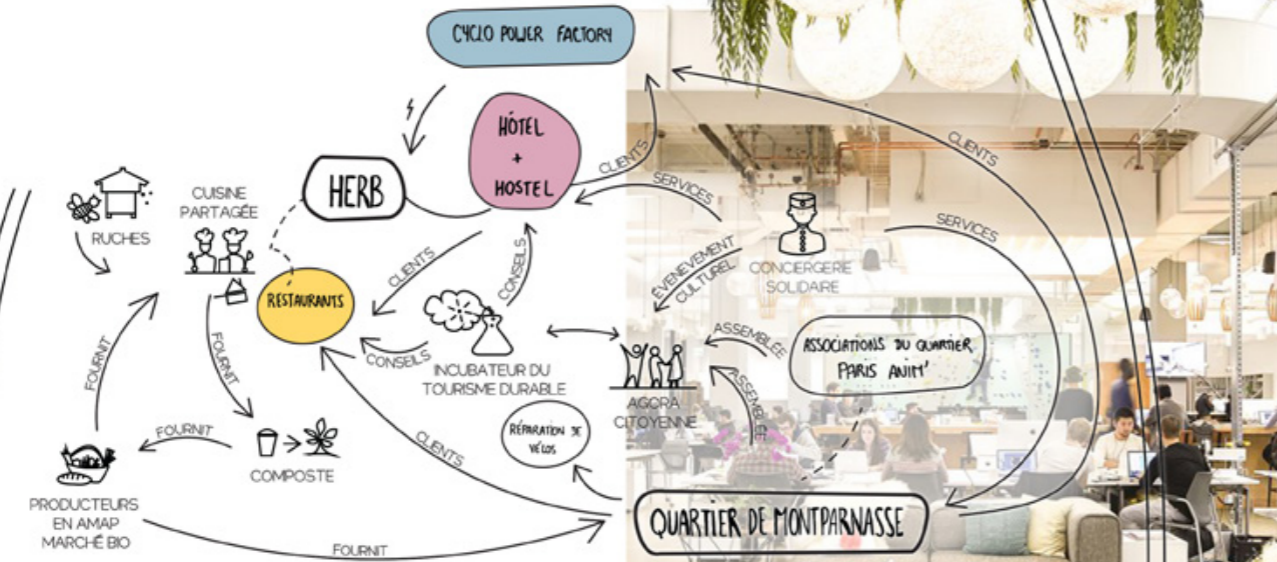 CYCLO POWER FACTORY
HÔTEL
+
HOSTEL
HERB
CLIENTS
CLIENTS
SERVICES
SERVICES
CUISINE
PARTAGÉE
RUCHES
RESTAURANTS
CLIENTS
CONSEILS
CONSEILS
ÉVENEVEMENT
CULTUREL
CONCIERGERIE
SOLIDAIRE
FOURNIT
FOURNIT
INCUBATEUR DU
TOURISME DURABLE
ASSEMBLÉE
ASSEMBLÉE
ASSOCIATIONS DU QUARTIER
PARIS ANIM'
AGORA
CITOYENNE
RÉPARATION DE
VÉLOS
CLIENTS
FOURNIT
COMPOSTE
PRODUCTEURS
EN AMAP
MARCHÉ BIO
FOURNIT
QUARTIER DE MONTPARNASSE